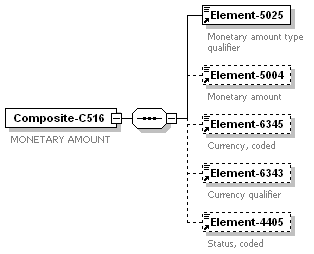 Element-5025
Monetary amount type
qualifier
Element-5004
Monetary amount
Composite-C516
MONETARY AMOUNT
Element-6345
Currency, coded
Element-6343
Currency qualifier
Element-4405
Status, coded